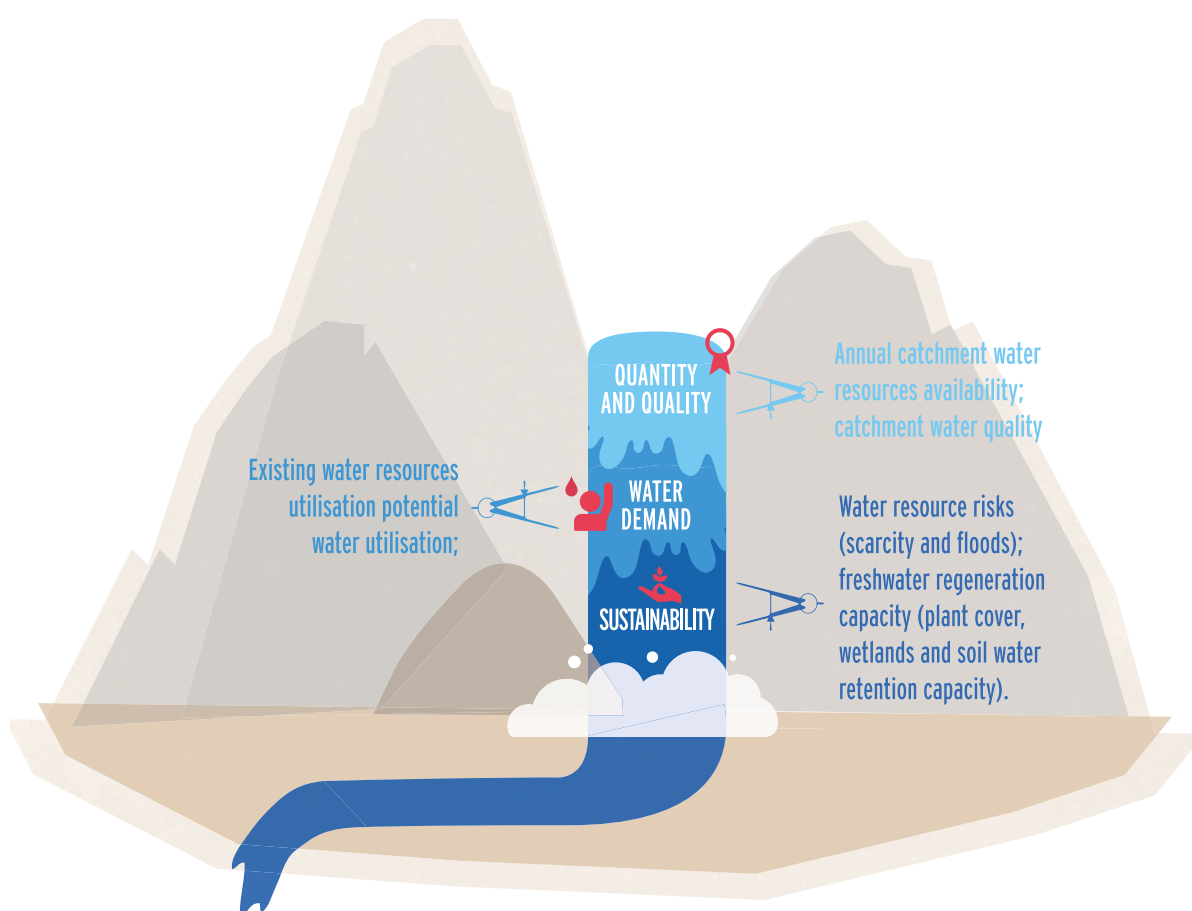 QUANTITY
AND QUALITY
Annual catchment water
resources availability;
catchment water quality
Existing water resources
utilisation potential
water utilisation;
WATER
DEMAND
Water resource risks
(scarcity and floods);
freshwater regeneration
capacity (plant cover,
wetlands and soil water
retention capacity).
SUSTAINABILITY